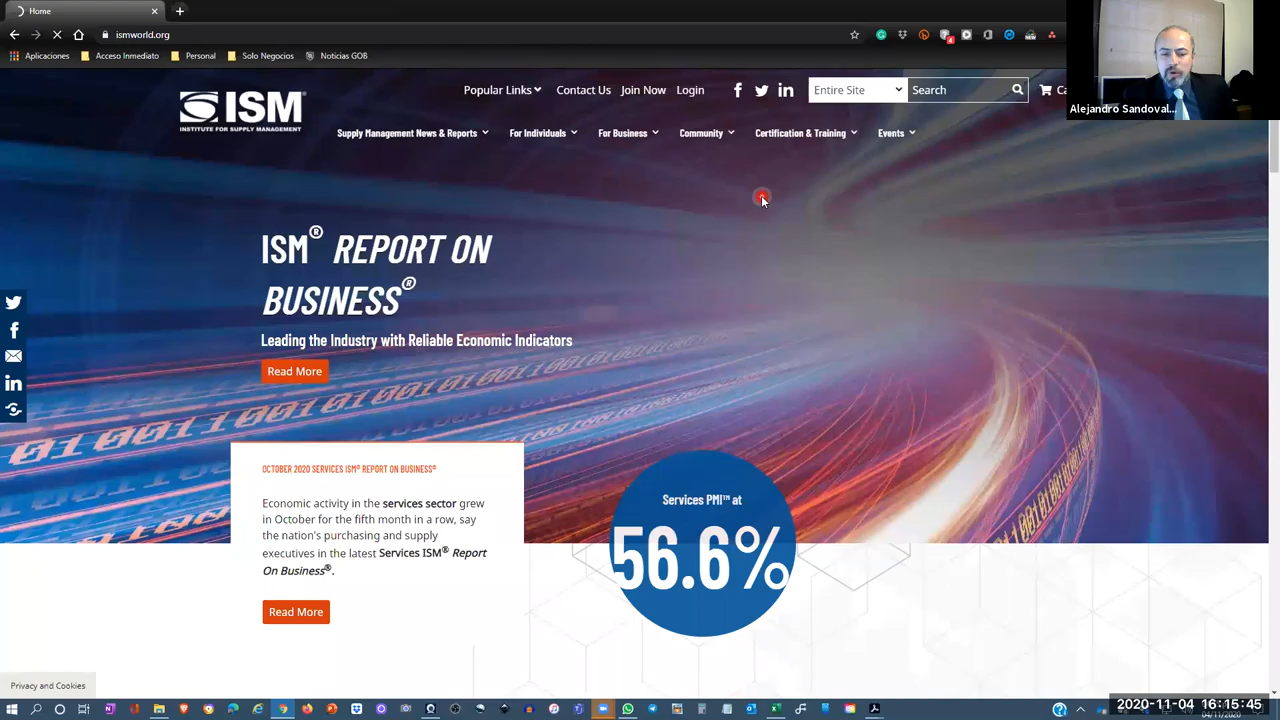 Home
ismworld.org
Aplicaciones
Acceso Inmediato
Personal
Solo Negocios
Noticias GOB
Alejandro Sandoval...
Popular Links
Contact Us
Join Now
Login
Entire Site
Search
ISM®
INSTITUTE FOR SUPPLY MANAGEMENT
Supply Management News & Reports
For Individuals
For Business
Community
Certification & Training
Events
ISM® REPORT ON
BUSINESS®
Leading the Industry with Reliable Economic Indicators
Read More
OCTOBER 2020 SERVICES ISM® REPORT ON BUSINESS®
Economic activity in the services sector grew
in October for the fifth month in a row, say
the nation's purchasing and supply
executives in the latest Services ISM® Report
On Business®.
Read More
Services PMI™ at
56.6%
Privacy and Cookies
2020-11-04 16:15:45
04/11/2020